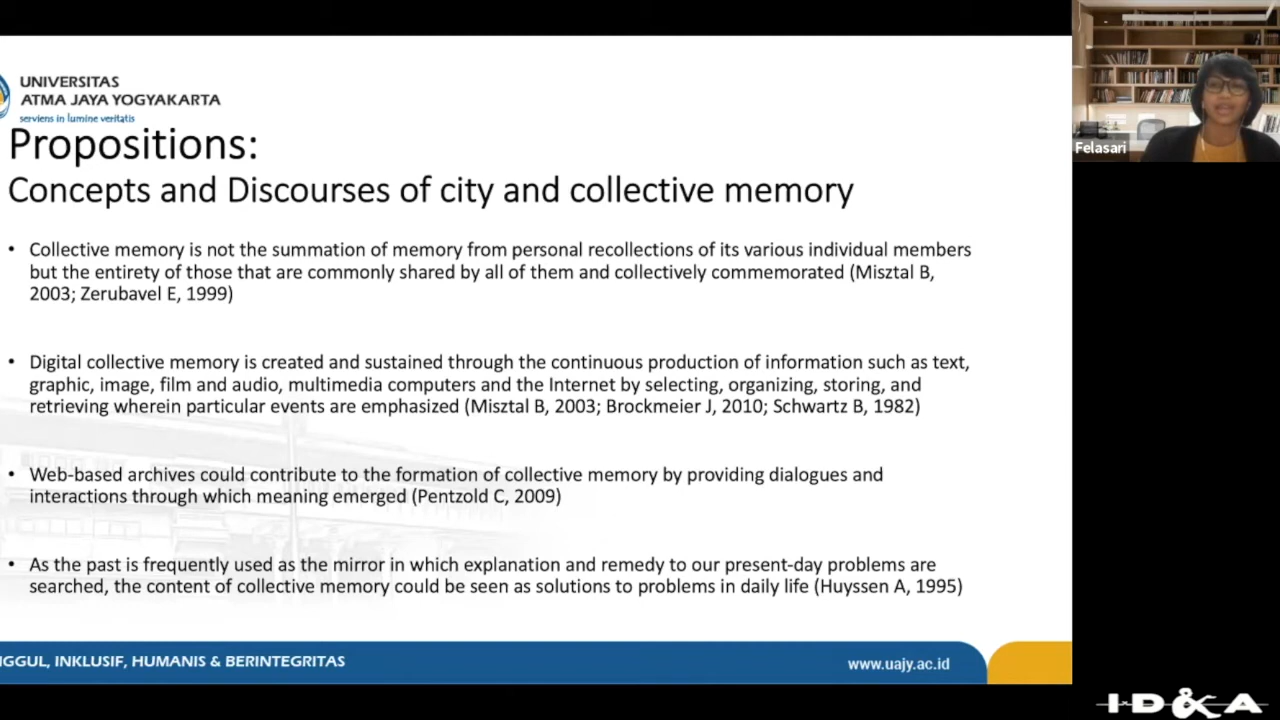 UNIVERSITAS
ATMA JAYA YOGYAKARTA
serviens in lumine veritatis
Propositions:
Concepts and Discourses of city and collective memory
• Collective memory is not the summation of memory from personal recollections of its various individual members
but the entirety of those that are commonly shared by all of them and collectively commemorated (Misztal B,
2003; Zerubavel E, 1999)
• Digital collective memory is created and sustained through the continuous production of information such as text,
graphic, image, film and audio, multimedia computers and the Internet by selecting, organizing, storing, and
retrieving wherein particular events are emphasized (Misztal B, 2003; Brockmeier J, 2010; Schwartz B, 1982)
• Web-based archives could contribute to the formation of collective memory by providing dialogues and
interactions through which meaning emerged (Pentzold C, 2009)
• As the past is frequently used as the mirror in which explanation and remedy to our present-day problems are
searched, the content of collective memory could be seen as solutions to problems in daily life (Huyssen A, 1995)
NGGUL, INKLUSIF, HUMANIS & BERINTEGRITAS
www.uajy.ac.id
Felasari
ID&A